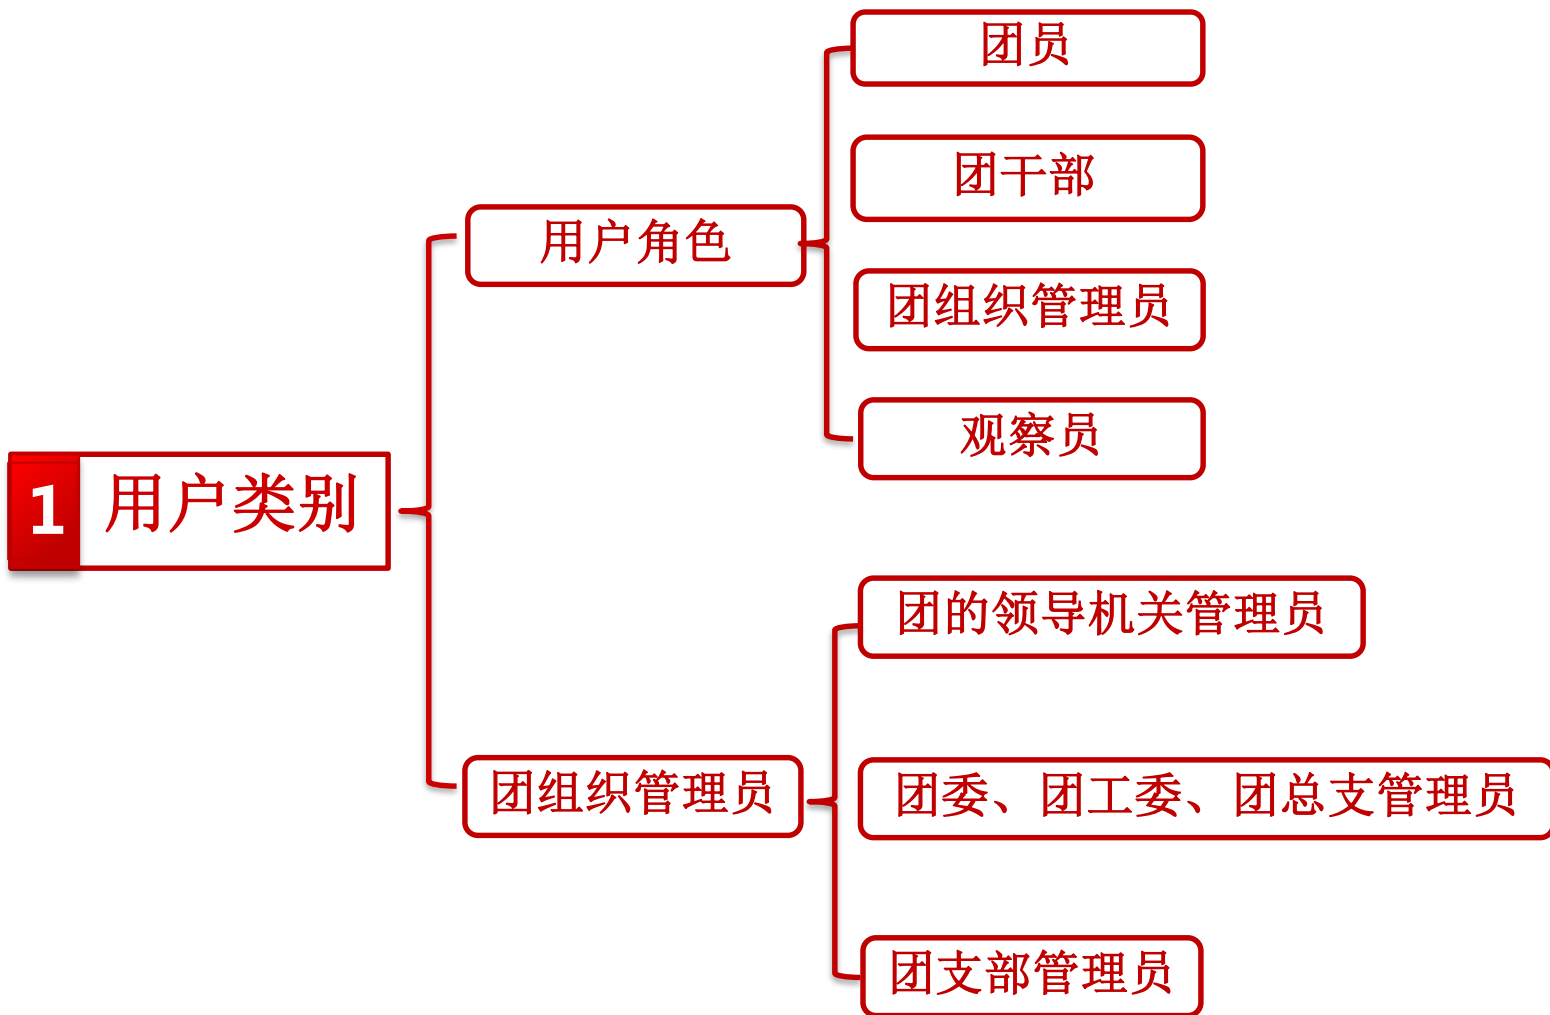 1 用户类别
用户角色
团员
团干部
团组织管理员
观察员
团组织管理员
团的领导机关管理员
团委、团工委、团总支管理员
团支部管理员